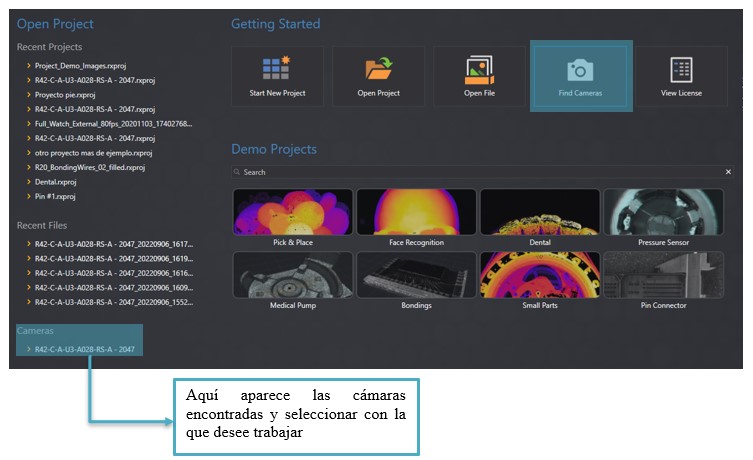 Open Project
Recent Projects
Project_Demo_Images.rxproj
R42-C-A-U3-A028-RS-A - 2047.rxproj
Proyecto pie.rxproj
R42-C-A-U3-A028-RS-A - 2047.rxproj
Full_Watch_External_80fps_20201103_17402768...
R42-C-A-U3-A028-RS-A - 2047.rxproj
otro proyecto mas de ejemplo.rxproj
R20_BondingWires_02_filled.rxproj
Dental.rxproj
Pin #1.rxproj
Recent Files
R42-C-A-U3-A028-RS-A - 2047_20220906_1617...
R42-C-A-U3-A028-RS-A - 2047_20220906_1619...
R42-C-A-U3-A028-RS-A - 2047_20220906_1616...
R42-C-A-U3-A028-RS-A - 2047_20220906_1609...
R42-C-A-U3-A028-RS-A - 2047_20220906_1552...
Cameras
R42-C-A-U3-A028-RS-A - 2047
Getting Started
Start New Project
Open Project
Open File
Find Cameras
View License
Demo Projects
Search
Pick & Place
Face Recognition
Dental
Pressure Sensor
Medical Pump
Bondings
Small Parts
Pin Connector
Aquí aparece las cámaras
encontradas y seleccionar con la
que desee trabajar